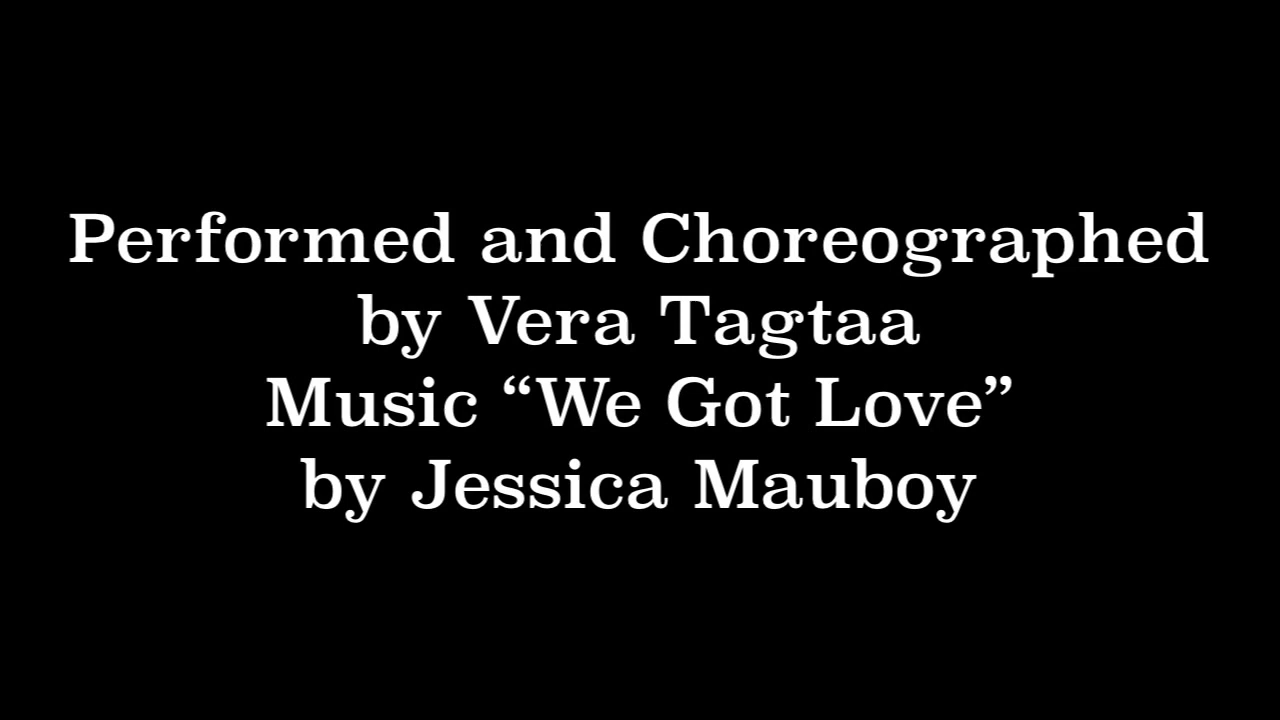 Performed and Choreographed
by Vera Tagtaa
Music “We Got Love”
by Jessica Mauboy